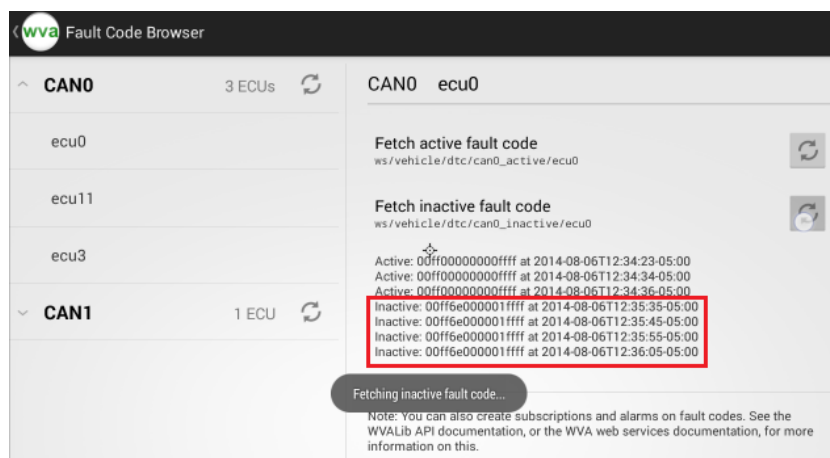 wva Fault Code Browser
CAN0 3 ECUs
ecu0
ecu11
ecu3
CAN1 1 ECU
CAN0 ecu0
Fetch active fault code
ws/vehicle/dtc/can0_active/ecu0
Fetch inactive fault code
ws/vehicle/dtc/can0_inactive/ecu0
Active: 00ff00000000ffff at 2014-08-06T12:34:23-05:00
Active: 00ff00000000ffff at 2014-08-06T12:34:34-05:00
Active: 00ff00000000ffff at 2014-08-06T12:34:36-05:00
Inactive: 00ff6e000001ffff at 2014-08-06T12:35:35-05:00
Inactive: 00ff6e000001ffff at 2014-08-06T12:35:45-05:00
Inactive: 00ff6e000001ffff at 2014-08-06T12:35:55-05:00
Inactive: 00ff6e000001ffff at 2014-08-06T12:36:05-05:00
Fetching inactive fault code...
Note: You can also create subscriptions and alarms on fault codes. See the
WVALib API documentation, or the WVA web services documentation, for more
information on this.